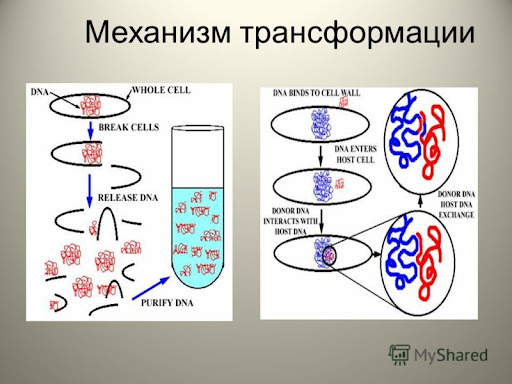 Механизм трансформации
DNA
WHOLE CELL
BREAK CELLS
RELEASE DNA
PURIFY DNA
DNA BINDS TO CELL WALL
DNA ENTERS
HOST CELL
DONOR DNA
INTERACTS WITH
HOST DNA
DONOR DNA
HOST DNA
EXCHANGE
MyShared